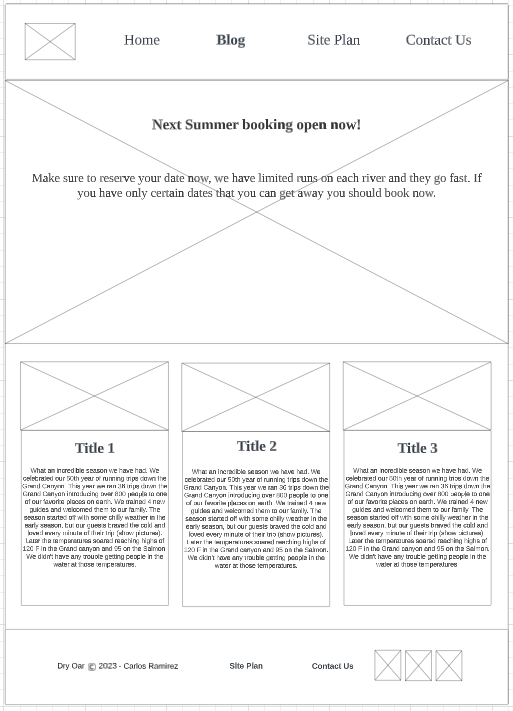 Home Blog Site Plan Contact Us
Next Summer booking open now!
Make sure to reserve your date now, we have limited runs on each river and they go fast. If
you have only certain dates that you can get away you should book now.
Title 1
What an incredible season we have had. We
celebrated our 50th year of running trips down the
Grand Canyon. This year we ran 36 trips down the
Grand Canyon introducing over 800 people to one
of our favorite places on earth. We trained 4 new
guides and welcomed them to our family. The
season started off with some chilly weather in the
early season, but our guests braved the cold and
loved every minute of their trip (show pictures).
Later the temperatures soared reaching highs of
120 F in the Grand canyon and 95 on the Salmon
We didn't have any trouble getting people in the
water at those temperatures.
Title 2
What an incredible season we have had. We
celebrated our 50th year of running trips down the
Grand Canyon. This year we ran 36 trips down the
Grand Canyon introducing over 800 people to one
of our favorite places on earth. We trained 4 new
guides and welcomed them to our family. The
season started off with some chilly weather in the
early season, but our guests braved the cold and
loved every minute of their trip (show pictures).
Later the temperatures soared reaching highs of
120 F in the Grand canyon and 95 on the Salmon.
We didn't have any trouble getting people in the
water at those temperatures.
Title 3
What an incredible season we have had. We
celebrated our 50th year of running trips down the
Grand Canyon. This year we ran 36 trips down the
Grand Canyon introducing over 800 people to one
of our favorite places on earth. We trained 4 new
guides and welcomed them to our family. The
season started off with some chilly weather in the
early season, but our guests braved the cold and
loved every minute of their trip (show pictures).
Later the temperatures soared reaching highs of
120 F in the Grand canyon and 95 on the Salmon.
We didn't have any trouble getting people in the
water at those temperatures
Dry Oar © 2023 - Carlos Ramirez Site Plan Contact Us